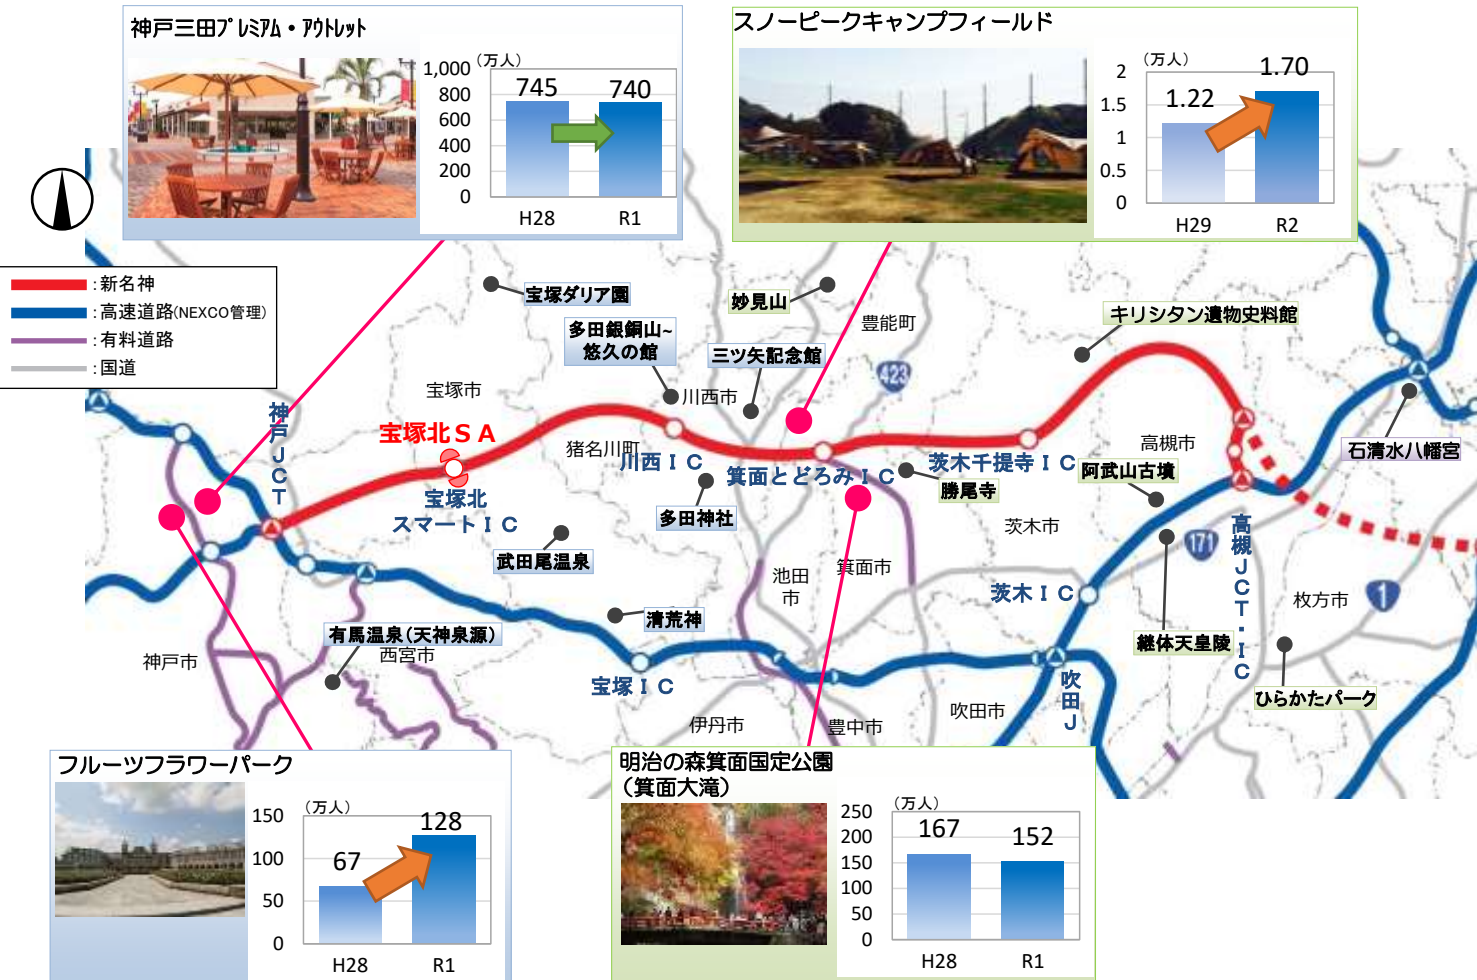 神戸三田ﾌﾟﾚﾐｱﾑ・ｱｳﾄﾚｯﾄ
(万人)
1,000
800
600
400
200
0
745
740
H28
R1
スノーピークキャンプフィールド
(万人)
2
1.5
1
0.5
0
1.22
1.70
H29
R2
:新名神
:高速道路(NEXCO管理)
:有料道路
:国道
宝塚ダリア園
妙見山
豊能町
キリシタン遺物史料館
多田銀銅山~
悠久の館
三ツ矢記念館
423
宝塚市
川西市
神戸JCT
宝塚北ＳＡ
猪名川町
川西ＩＣ
箕面とどろみＩＣ
茨木千提寺ＩＣ
高槻市
石清水八幡宮
勝尾寺
阿武山古墳
宝塚北
スマートＩＣ
多田神社
茨木市
武田尾温泉
171
高槻JCT・IC
池田
市
箕面市
茨木ＩＣ
枚方市
1
清荒神
有馬温泉(天神泉源)
継体天皇陵
神戸市
西宮市
宝塚ＩＣ
吹田J
ひらかたパーク
伊丹市
豊中市
吹田市
フルーツフラワーパーク
(万人)
150
100
50
0
67
128
H28
R1
明治の森箕面国定公園
(箕面大滝)
(万人)
250
200
150
100
50
0
167
152
H28
R1